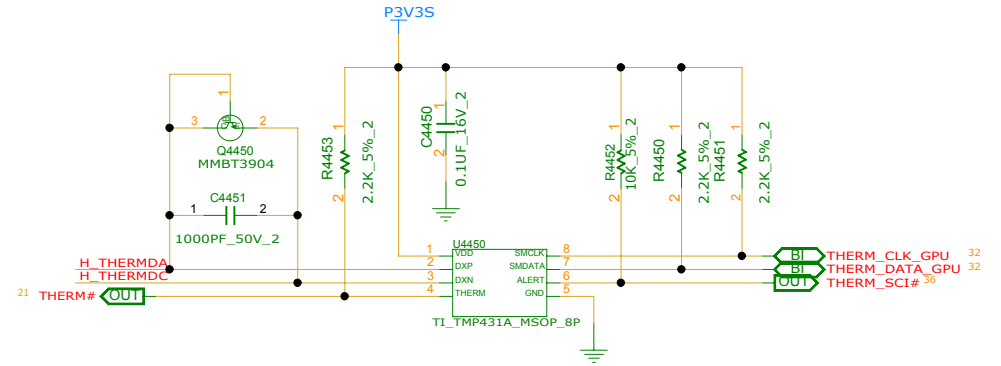 P3V3S
1
3
2
Q4450
MMBT3904
C4451
1
2
1000PF_50V_2
R4453
1
2
2.2K_5%_2
C4450
1
2
0.1UF_16V_2
R4452
1
2
10K_5%_2
R4450
1
2
2.2K_5%_2
R4451
1
2
2.2K_5%_2
U4450
1 VDD SMCLK 8
2 DXP SMDATA 7
3 DXN ALERT 6
4 THERM GND 5
TI_TMP431A_MSOP_8P
H_THERMDA
H_THERMDC
21 THERM# OUT
BI THERM_CLK_GPU 32
BI THERM_DATA_GPU 32
OUT THERM_SCI# 36